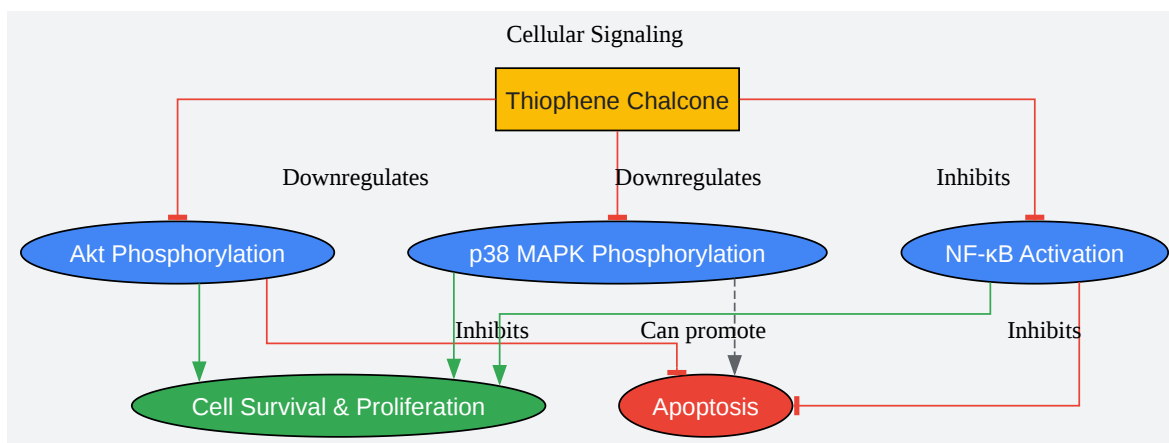 Cellular Signaling
Thiophene Chalcone
Downregulates
Downregulates
Inhibits
Akt Phosphorylation
p38 MAPK Phosphorylation
NF-κB Activation
Inhibits
Can promote
Inhibits
Cell Survival & Proliferation
Apoptosis